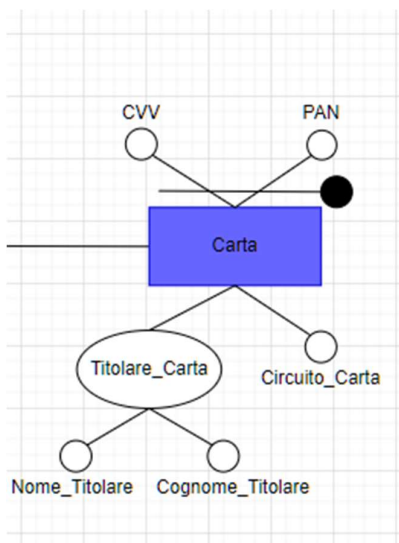 CVV
PAN
Carta
Titolare_Carta
Circuito_Carta
Nome_Titolare
Cognome_Titolare